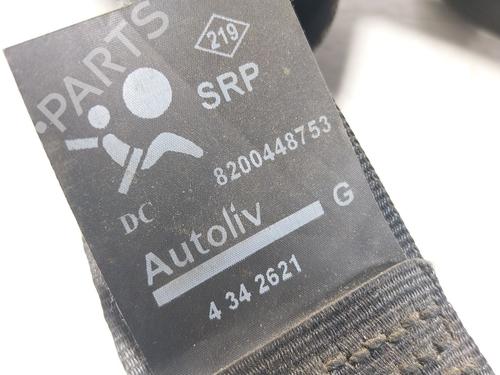 219
SRP
8200448753
DC
Autoliv
G
4 34 2621
PARTS